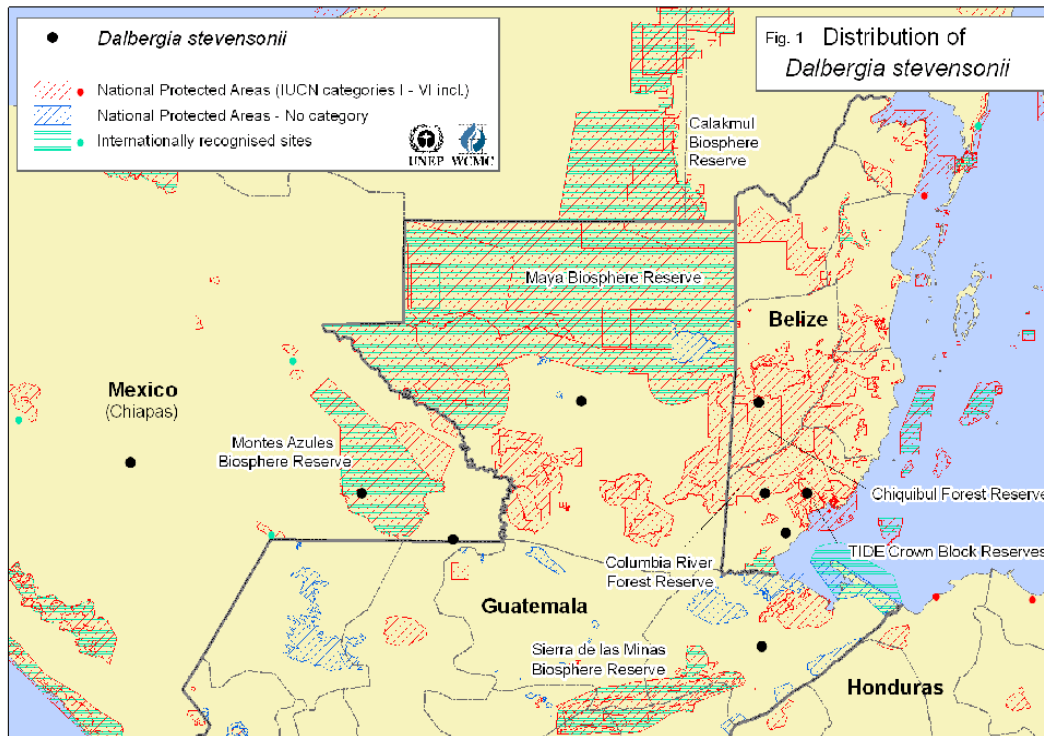 Dalbergia stevensonii
National Protected Areas (IUCN categories I - VI incl.)
National Protected Areas - No category
Internationally recognised sites
UNEP WCMC
Fig. 1 Distribution of
Dalbergia stevensonii
Calakmul
Biosphere
Reserve
Maya Biosphere Reserve
Belize
Mexico
(Chiapas)
Montes Azules
Biosphere Reserve
Chiquibul Forest Reserve
TIDE Crown Block Reserves
Columbia River
Forest Reserve
Guatemala
Sierra de las Minas
Biosphere Reserve
Honduras